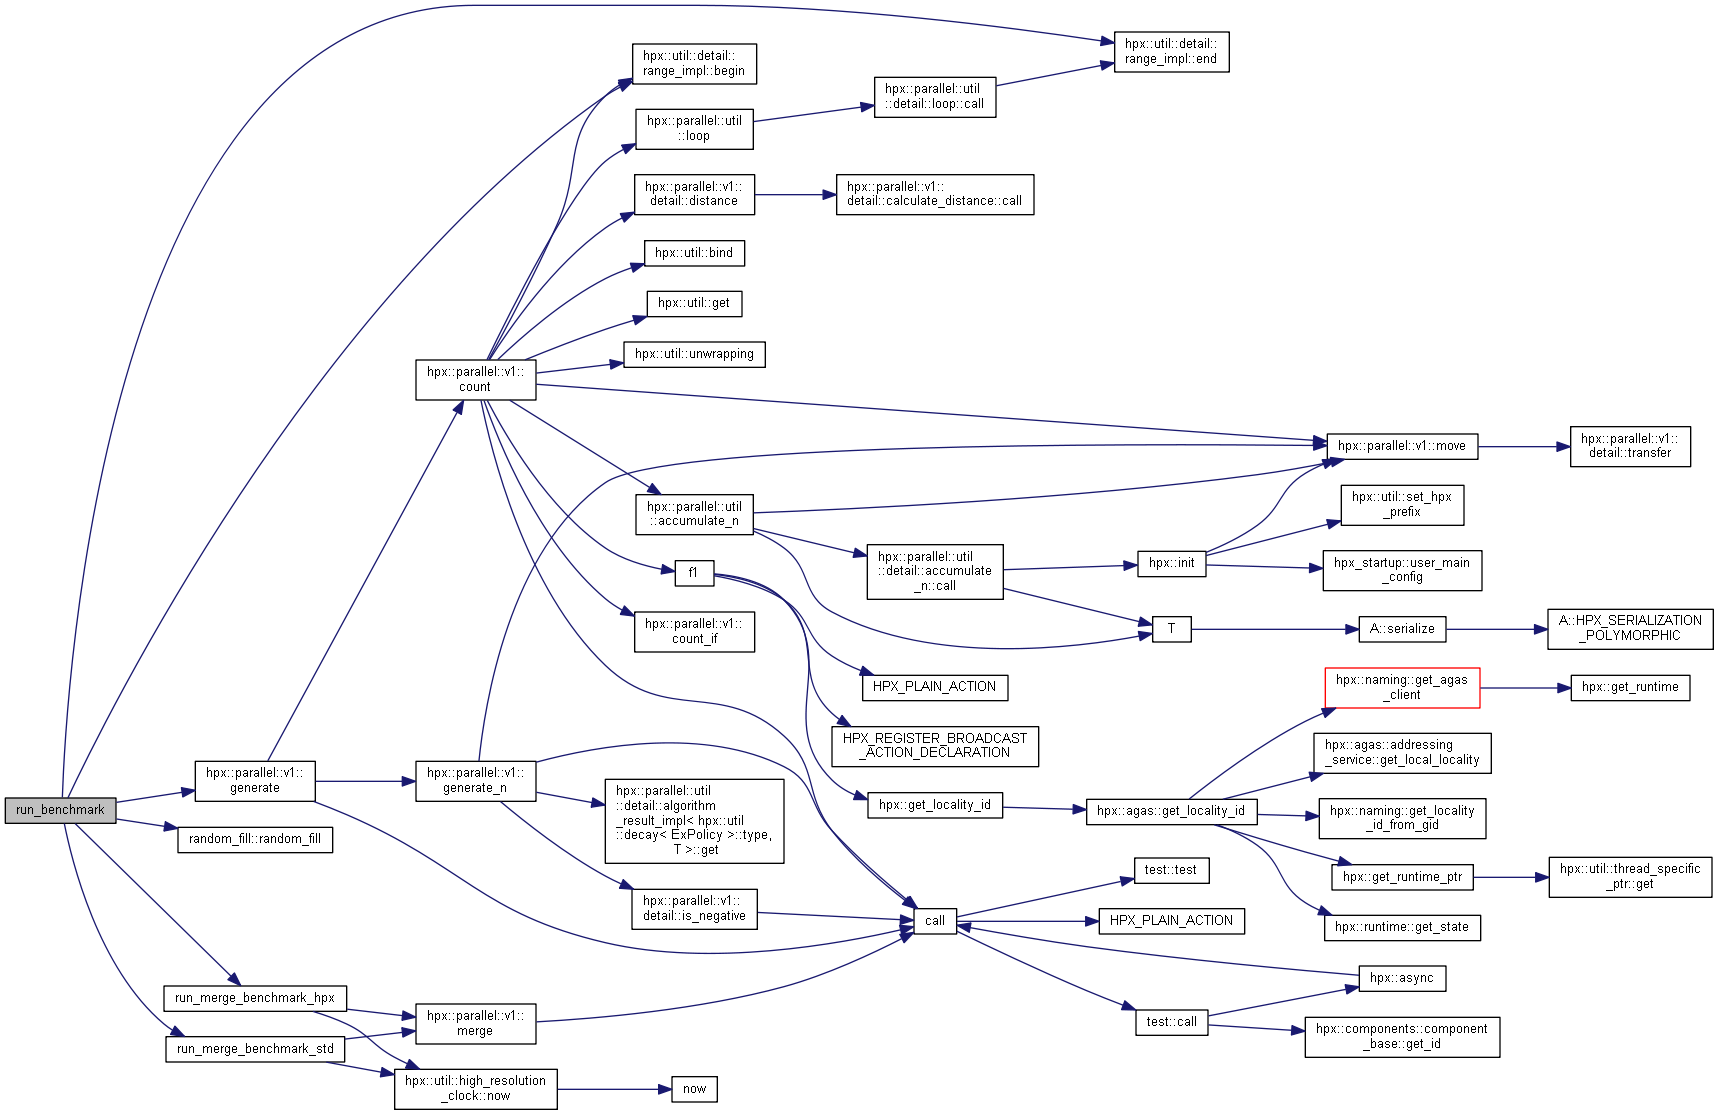 run_benchmark
hpx::util::detail::
range_impl::begin
hpx::parallel::util
::loop
hpx::parallel::v1::
detail::distance
hpx::util::bind
hpx::util::get
hpx::util::unwrapping
hpx::parallel::v1::
count
hpx::parallel::util
::accumulate_n
f1
hpx::parallel::v1::
count_if
hpx::parallel::v1::
generate
hpx::parallel::v1::
generate_n
random_fill::random_fill
hpx::parallel::util
::detail::algorithm
_result_impl< hpx::util
::decay< ExPolicy >::type,
T >::get
hpx::parallel::v1::
detail::is_negative
run_merge_benchmark_hpx
run_merge_benchmark_std
hpx::parallel::v1::
merge
hpx::util::high_resolution
_clock::now
now
hpx::util::detail::
range_impl::end
hpx::parallel::util
::detail::loop::call
hpx::parallel::v1::
detail::calculate_distance::call
hpx::parallel::v1::move
hpx::parallel::v1::
detail::transfer
hpx::util::set_hpx
_prefix
hpx::parallel::util
::detail::accumulate
_n::call
hpx::init
hpx_startup::user_main
_config
T
A::serialize
A::HPX_SERIALIZATION
_POLYMORPHIC
HPX_PLAIN_ACTION
HPX_REGISTER_BROADCAST
_ACTION_DECLARATION
hpx::get_locality_id
hpx::agas::get_locality_id
hpx::naming::get_agas
_client
hpx::get_runtime
hpx::agas::addressing
_service::get_local_locality
hpx::naming::get_locality
_id_from_gid
hpx::get_runtime_ptr
hpx::util::thread_specific
_ptr::get
hpx::runtime::get_state
call
test::test
HPX_PLAIN_ACTION
hpx::async
test::call
hpx::components::component
_base::get_id